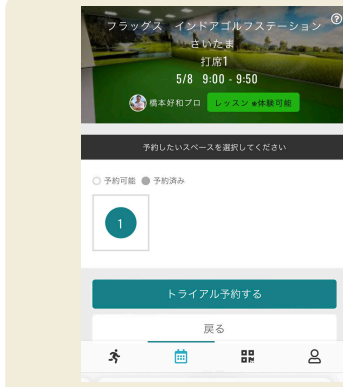 フラッグス　インドアゴルフステーション
さいたま
打席1
5/8 9:00 - 9:50
橋本好和プロ レッスン ●体験可能
予約したいスペースを選択してください
予約可能 予約済み
1
トライアル予約する
戻る